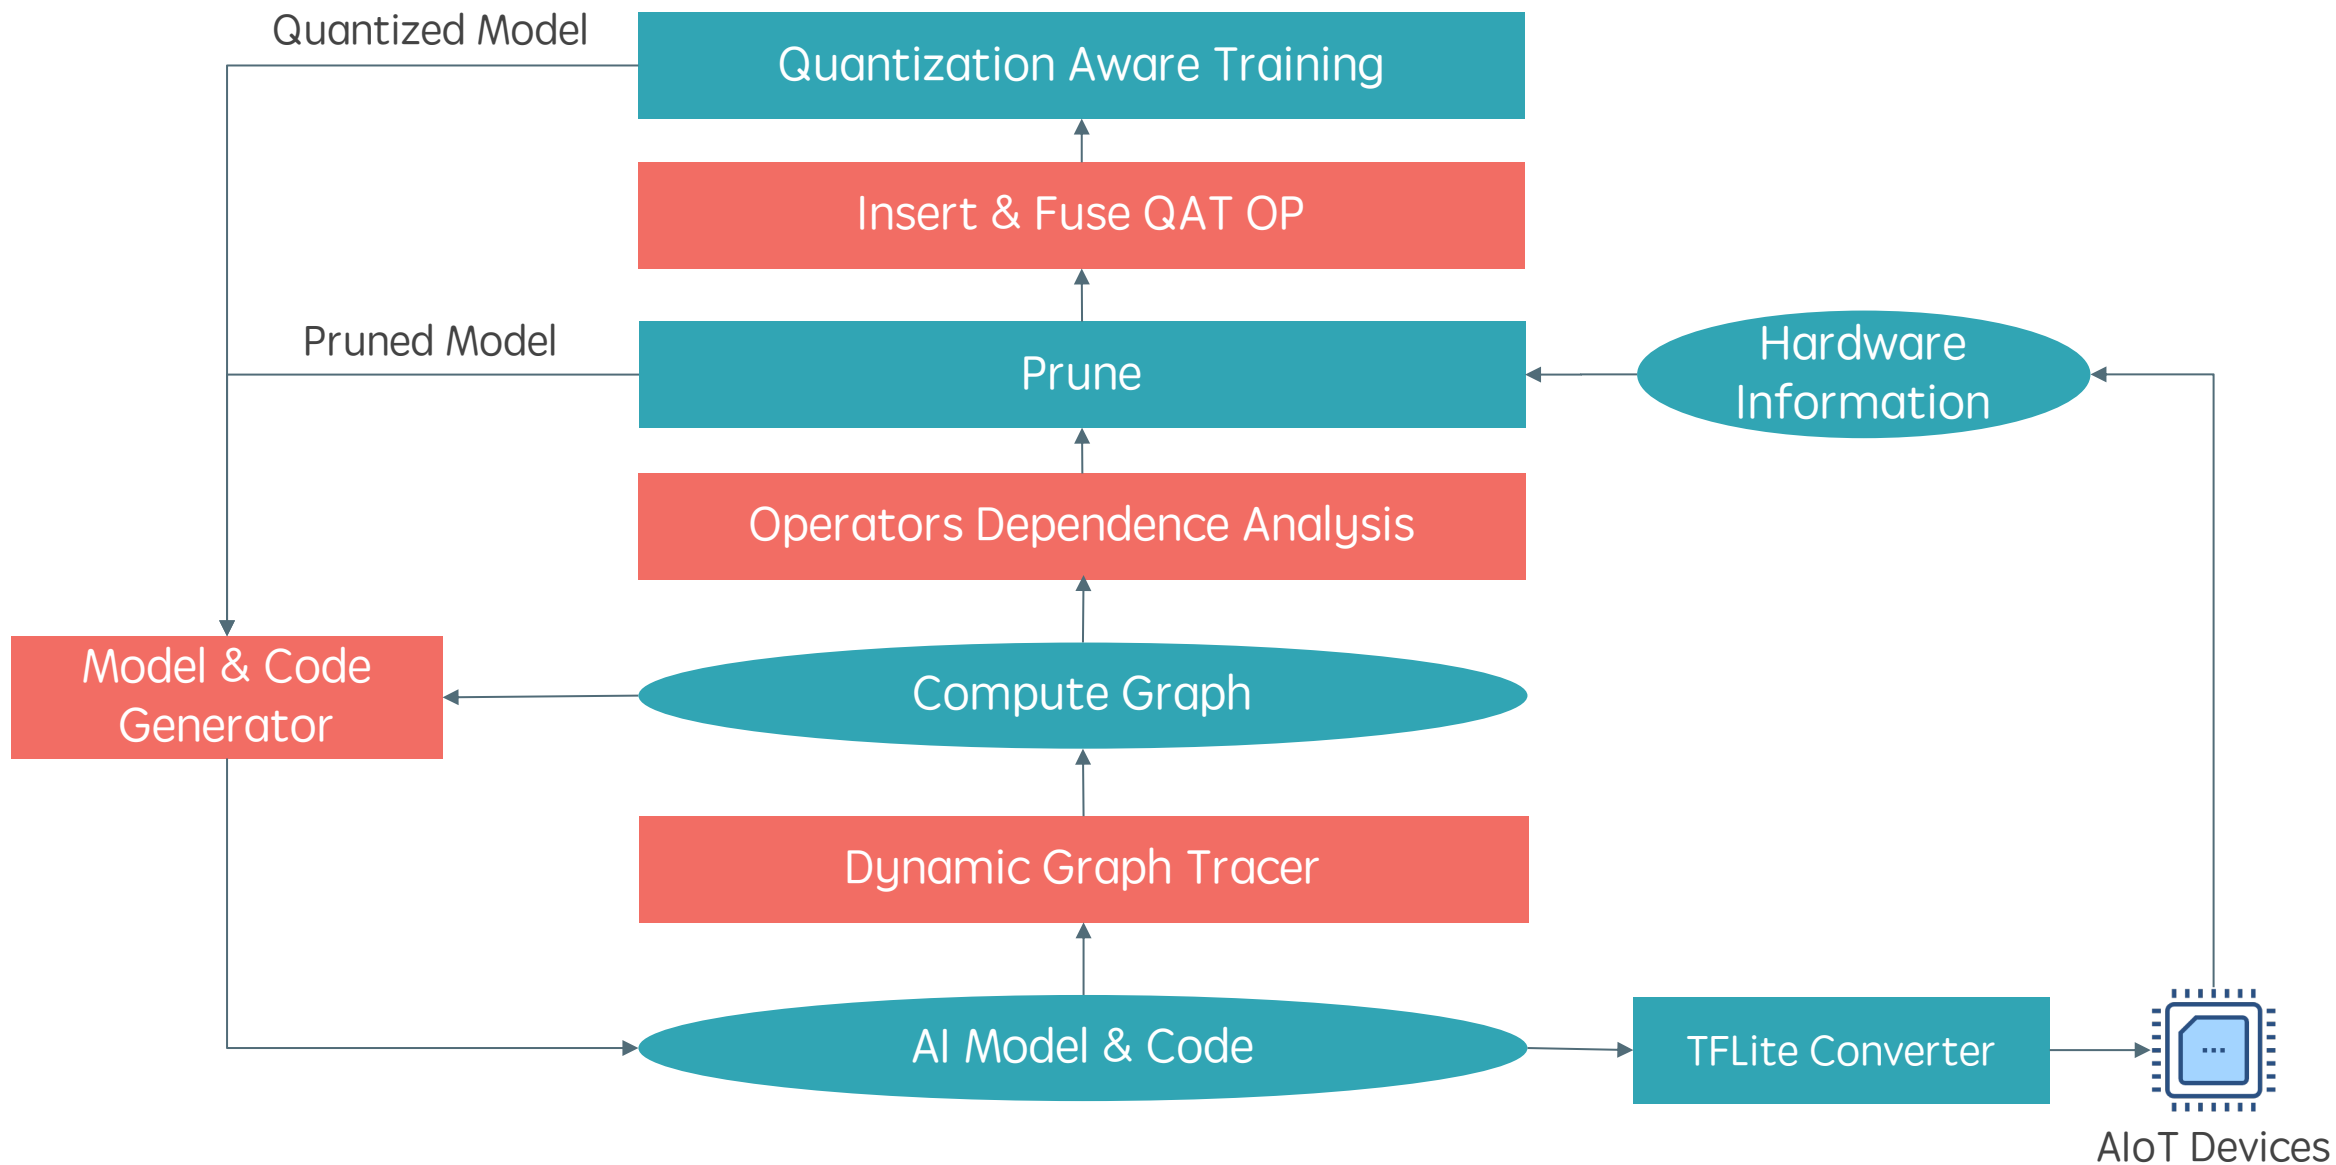 Quantized Model
Quantization Aware Training
Insert & Fuse QAT OP
Pruned Model
Prune
Hardware
Information
Operators Dependence Analysis
Model & Code
Generator
Compute Graph
Dynamic Graph Tracer
AI Model & Code
TFLite Converter
AIoT Devices